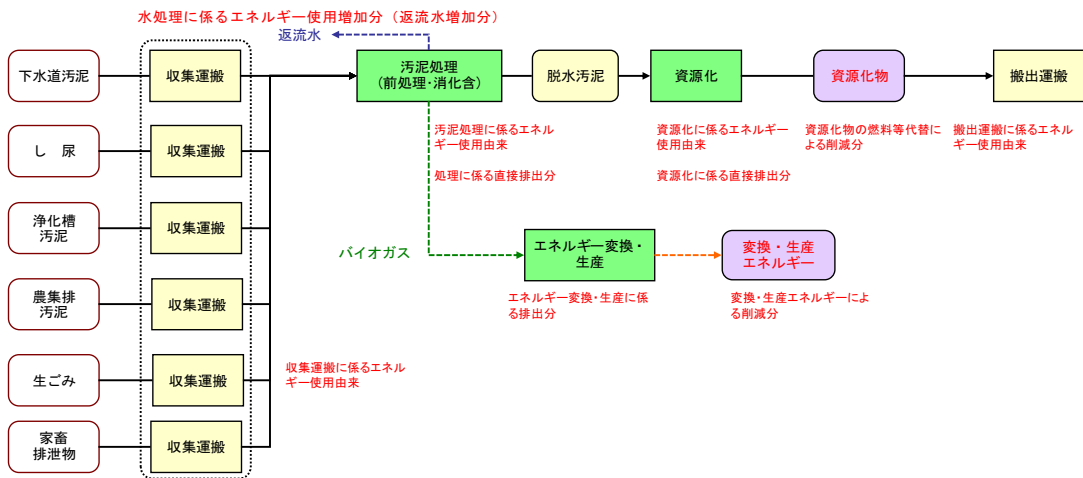 水処理に係るエネルギー使用増加分（返流水増加分）
返流水
下水道汚泥
収集運搬
汚泥処理
（前処理・消化含）
脱水汚泥
資源化
資源化物
搬出運搬
汚泥処理に係るエネル
ギー使用由来
処理に係る直接排出分
資源化に係るエネルギー
使用由来
資源化に係る直接排出分
資源化物の燃料等代替に
よる削減分
搬出運搬に係るエネル
ギー使用由来
し　尿
収集運搬
浄化槽
汚泥
収集運搬
バイオガス
エネルギー変換・
生産
変換・生産
エネルギー
エネルギー変換・生産に係
る排出分
変換・生産エネルギーによ
る削減分
農集排
汚泥
収集運搬
生ごみ
収集運搬
収集運搬に係るエネル
ギー使用由来
家畜
排泄物
収集運搬